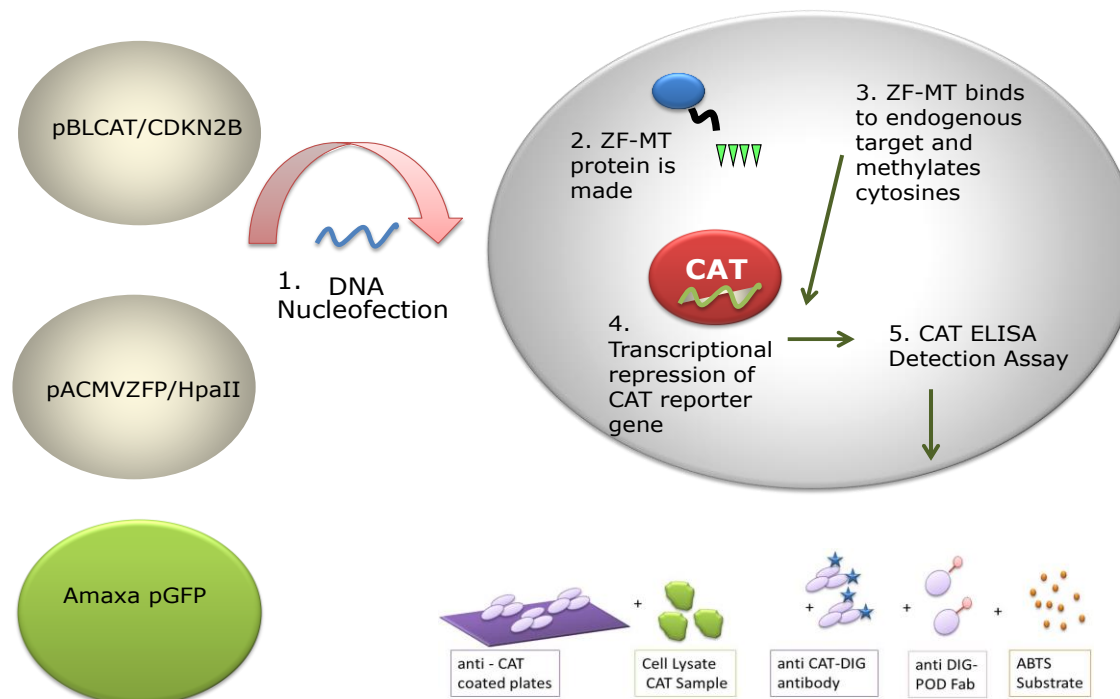 pBLCAT/CDKN2B
pACMVZFP/HpaII
Amaxa pGFP
1. DNA
Nucleofection
2. ZF-MT
protein is
made
3. ZF-MT binds
to endogenous
target and
methylates
cytosines
CAT
4.
Transcriptional
repression of
CAT reporter
gene
5. CAT ELISA
Detection Assay
+
+
+
+
anti - CAT
coated plates
Cell Lysate
CAT Sample
anti CAT-DIG
antibody
anti DIG-
POD Fab
ABTS
Substrate